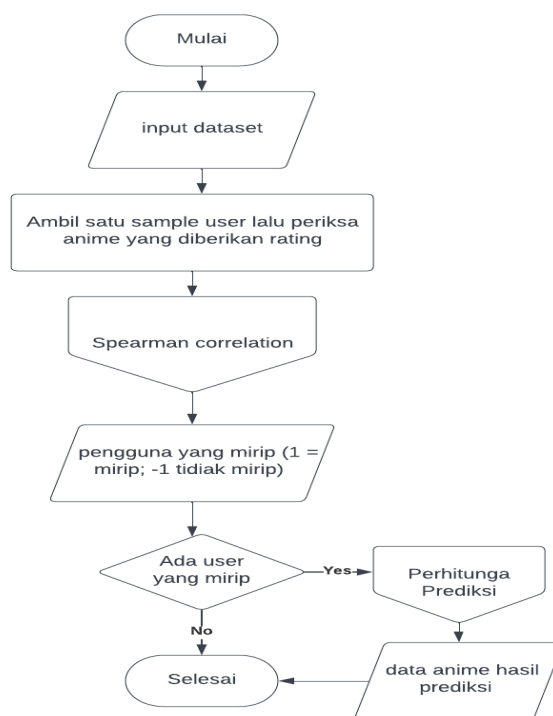 Mulai
input dataset
Ambil satu sample user lalu periksa
anime yang diberikan rating
Spearman correlation
pengguna yang mirip (1 =
mirip; -1 tidiak mirip)
Ada user
yang mirip
Yes
Perhitunga
Prediksi
No
Selesai
data anime hasil
prediksi